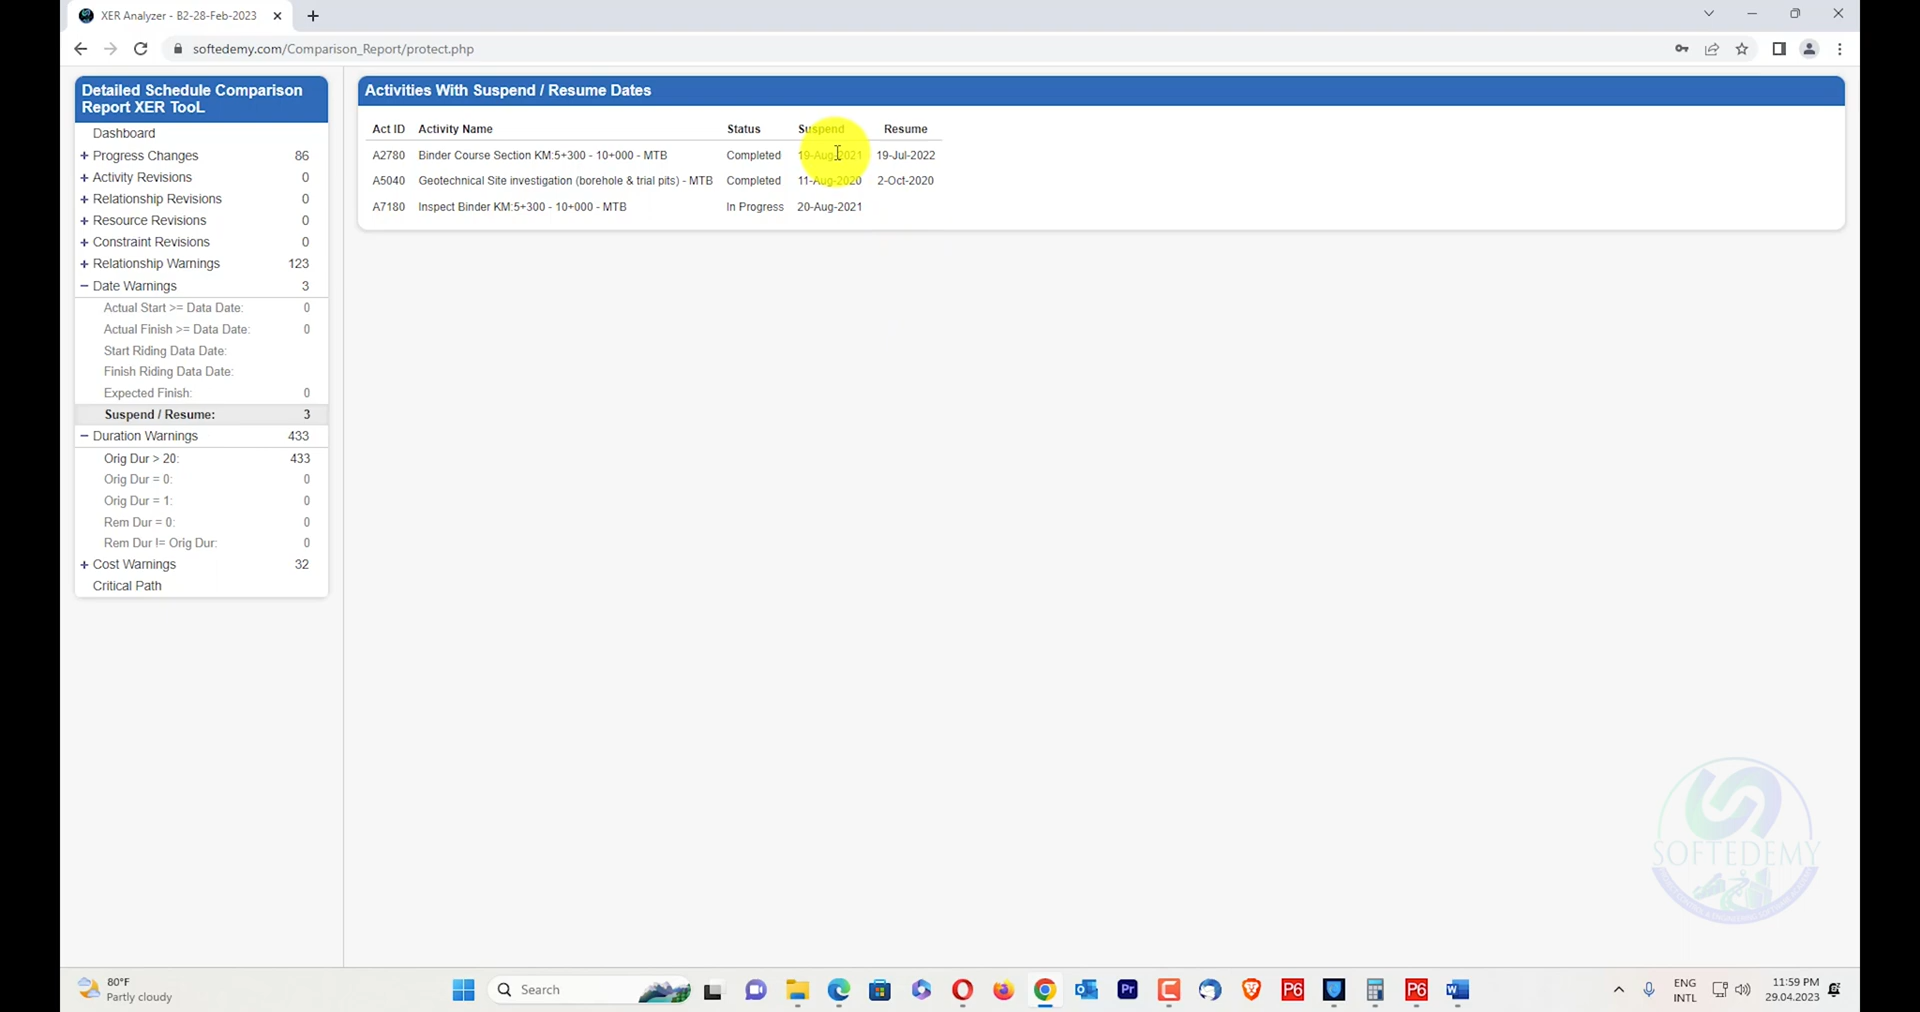 XER Analyzer - B2-28-Feb-2023
softedemy.com/Comparison_Report/protect.php
Detailed Schedule Comparison
Report XER TooL
Dashboard
+ Progress Changes 86
+ Activity Revisions 0
+ Relationship Revisions 0
+ Resource Revisions 0
+ Constraint Revisions 0
+ Relationship Warnings 123
− Date Warnings 3
Actual Start >= Data Date: 0
Actual Finish >= Data Date: 0
Start Riding Data Date:
Finish Riding Data Date:
Expected Finish: 0
Suspend / Resume: 3
− Duration Warnings 433
Orig Dur > 20: 433
Orig Dur = 0: 0
Orig Dur = 1: 0
Rem Dur = 0: 0
Rem Dur != Orig Dur: 0
+ Cost Warnings 32
Critical Path
Activities With Suspend / Resume Dates
Act ID Activity Name Status Suspend Resume
A2780 Binder Course Section KM:5+300 - 10+000 - MTB Completed 19-Aug-2021 19-Jul-2022
A5040 Geotechnical Site investigation (borehole & trial pits) - MTB Completed 11-Aug-2020 2-Oct-2020
A7180 Inspect Binder KM:5+300 - 10+000 - MTB In Progress 20-Aug-2021
SOFTEDEMY
80°F
Partly cloudy
Search
Pr
P6
P6
W
ENG
INTL
11:59 PM
29.04.2023